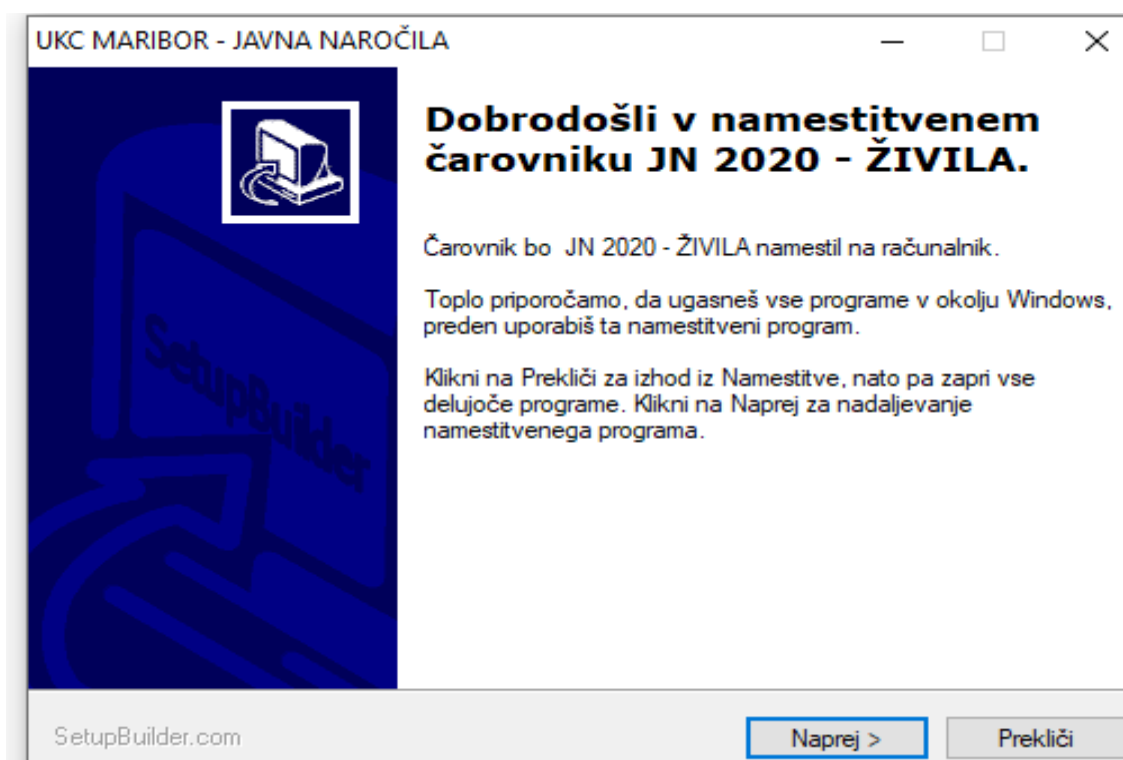 UKC MARIBOR - JAVNA NAROČILA
Dobrodošli v namestitvenem
čarovniku JN 2020 - ŽIVILA.
Čarovnik bo  JN 2020 - ŽIVILA namestil na računalnik.
Toplo priporočamo, da ugasneš vse programe v okolju Windows,
preden uporabiš ta namestitveni program.
Klikni na Prekliči za izhod iz Namestitve, nato pa zapri vse
delujoče programe. Klikni na Naprej za nadaljevanje
namestitvenega programa.
SetupBuilder
SetupBuilder.com
Naprej >
Prekliči